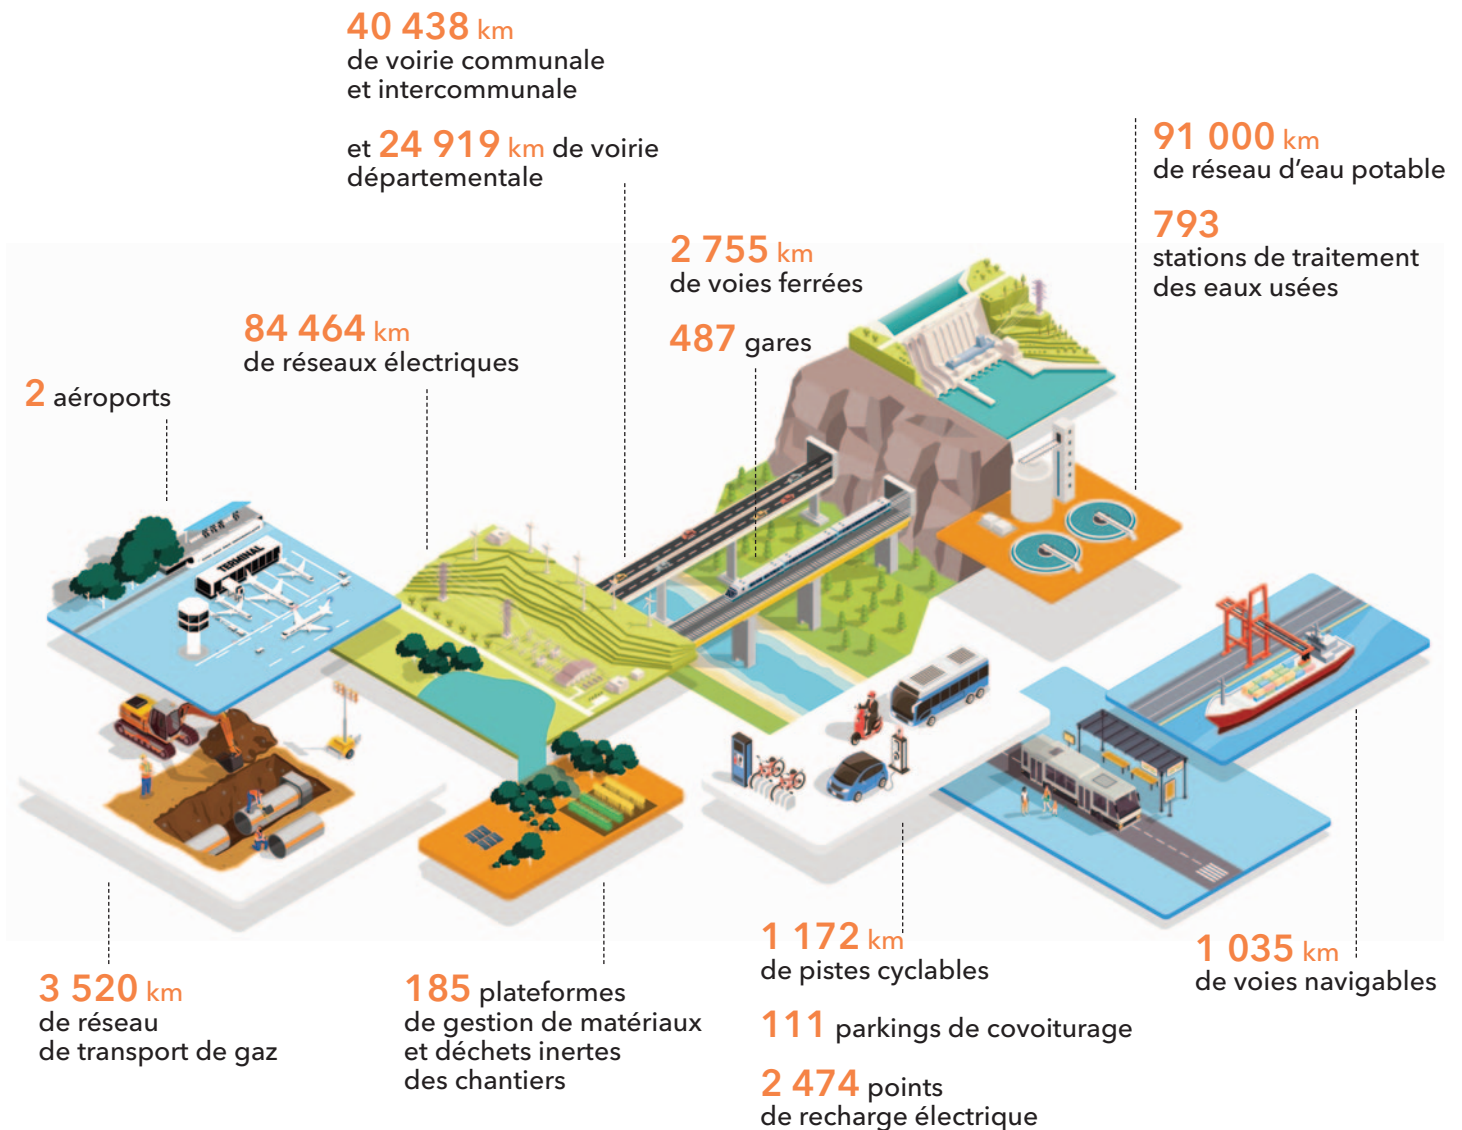 40 438 km
de voirie communale
et intercommunale
et 24 919 km de voirie
départementale
91 000 km
de réseau d'eau potable
793
stations de traitement
des eaux usées
2 755 km
de voies ferrées
487 gares
84 464 km
de réseaux électriques
2 aéroports
TERMINAL
3 520 km
de réseau
de transport de gaz
185 plateformes
de gestion de matériaux
et déchets inertes
des chantiers
1 172 km
de pistes cyclables
111 parkings de covoiturage
2 474 points
de recharge électrique
1 035 km
de voies navigables